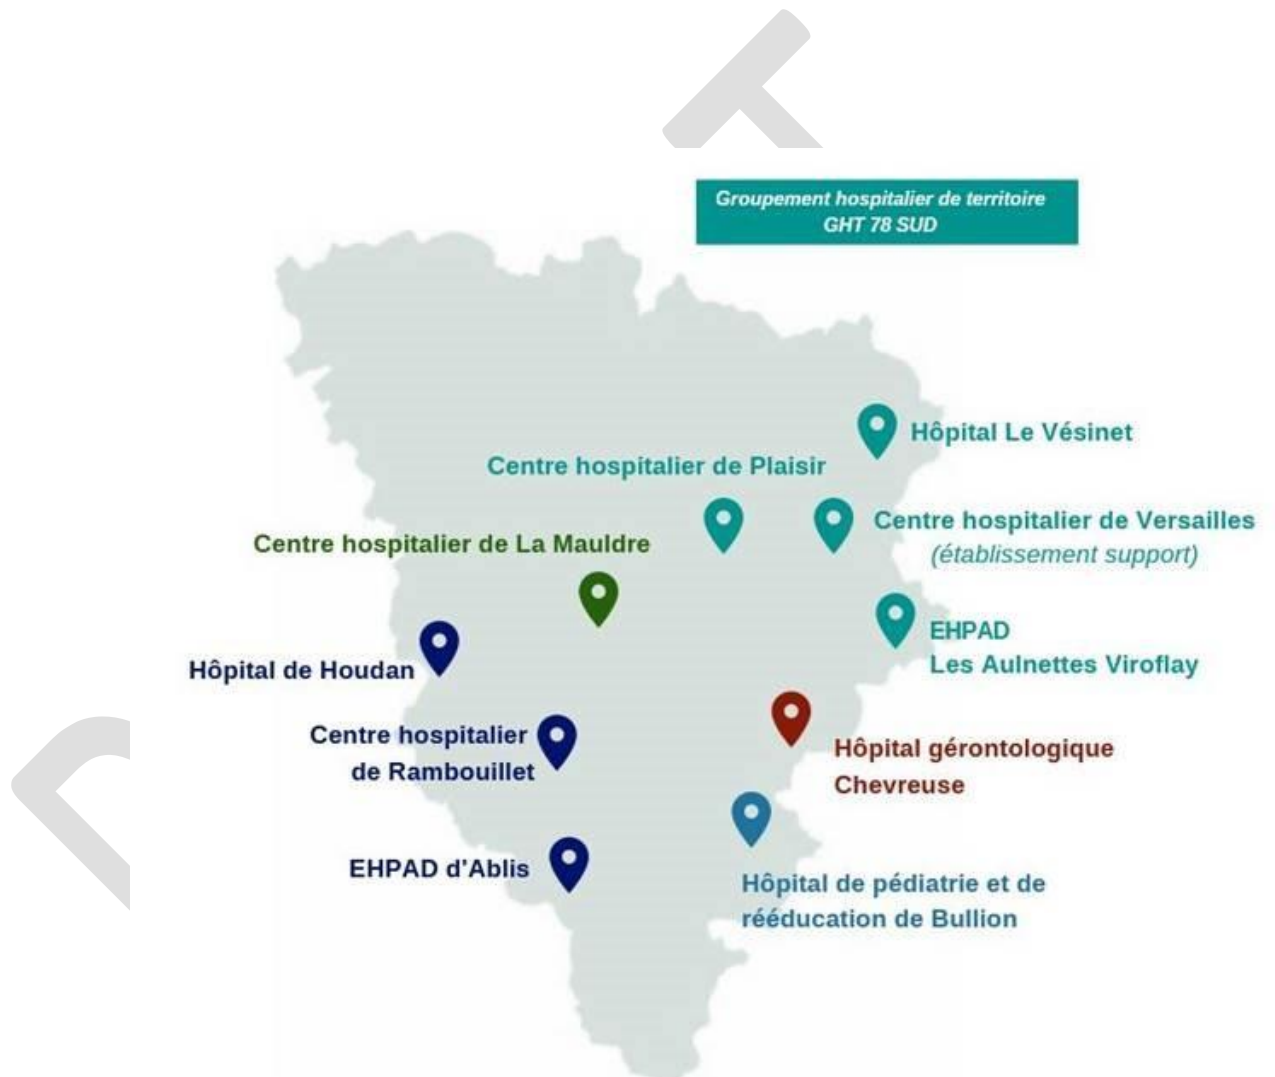 Groupement hospitalier de territoire
GHT 78 SUD
Hôpital Le Vésinet
Centre hospitalier de Plaisir
Centre hospitalier de Versailles
(établissement support)
Centre hospitalier de La Mauldre
EHPAD
Les Aulnettes Viroflay
Hôpital de Houdan
Centre hospitalier
de Rambouillet
Hôpital gérontologique
Chevreuse
EHPAD d'Ablis
Hôpital de pédiatrie et de
rééducation de Bullion